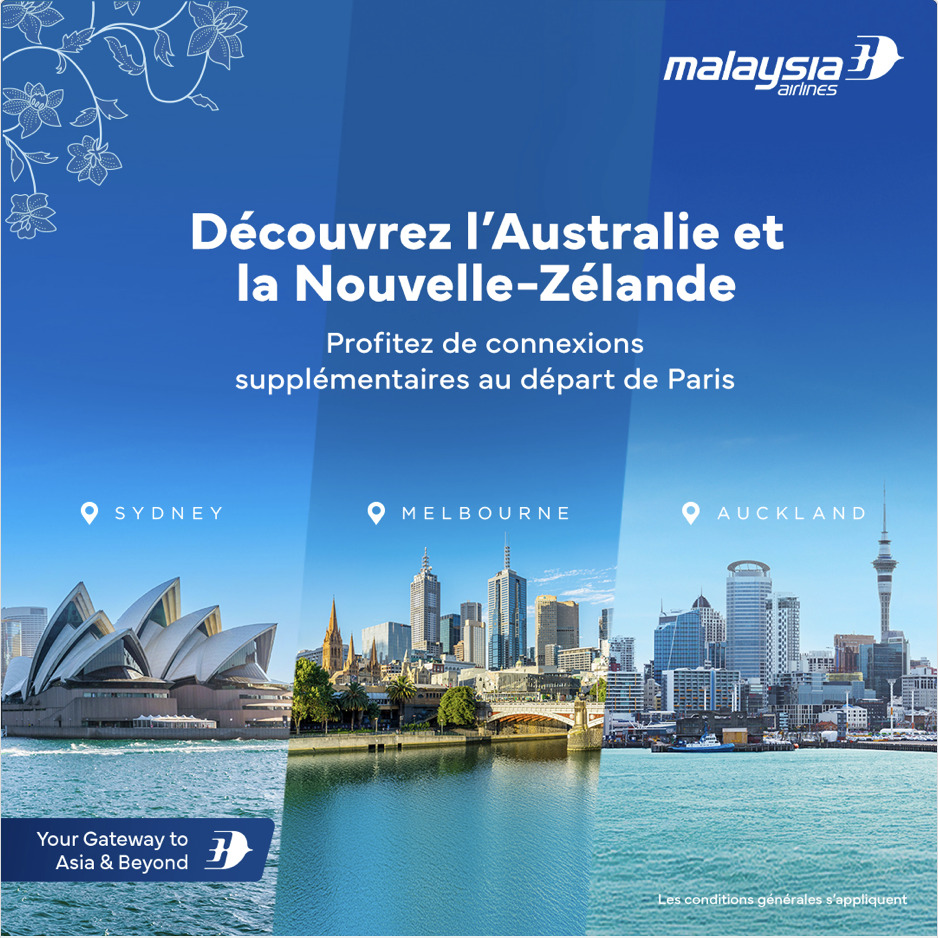 malaysia
airlines
Découvrez l'Australie et
la Nouvelle-Zélande
Profitez de connexions
supplémentaires au départ de Paris
SYDNEY
MELBOURNE
AUCKLAND
Your Gateway to
Asia & Beyond
Les conditions générales s'appliquent